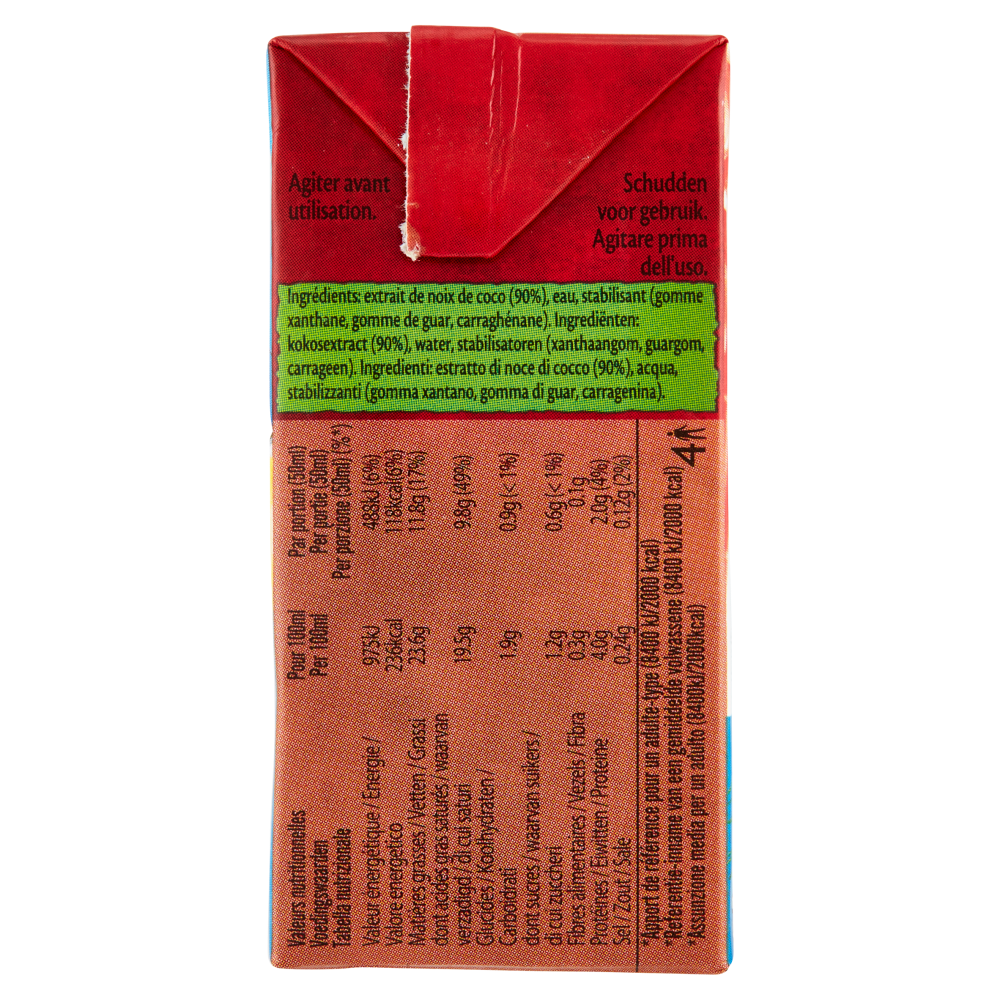 Agiter avant
utilisation.
Schudden
voor gebruik.
Agitare prima
dell'uso.
Ingrédients: extrait de noix de coco (90%), eau, stabilisant (gomme
xanthane, gomme de guar, carraghénane). Ingrediënten:
kokosextract (90%), water, stabilisatoren (xanthaangom, guargom,
carrageen). Ingredienti: estratto di noce di cocco (90%), acqua,
stabilizzanti (gomma xantano, gomma di guar, carragenina).
Valeurs nutritionelles Pour 100ml Par portion (50ml)
Voedingswaarden Per 100ml Per portie (50ml)
Tabella nutrizionale Per porzione (50ml) (%*)
Valeur energétique / Energie / 975kJ 488kJ (6%)
Valore energetico 236kcal 118kcal(6%)
Matières grasses / Vetten / Grassi 23.6g 11.8g (17%)
dont acides gras saturés / waarvan
verzadigd / di cui saturi 19.5g 9.8g (49%)
Glucides / Koolhydraten /
Carboidrati 1.9g 0.9g (<1%)
dont sucres / waarvan suikers /
di cui zuccheri 1.2g 0.6g (<1%)
Fibres alimentaires / Vezels / Fibra 0.3g 0.1g
Protéines / Eiwitten / Proteine 4.0g 2.0g (4%)
Sel / Zout / Sale 0.24g 0.12g (2%)
*Apport de référence pour un adulte-type (8400 kJ/2000 kcal)
*Referentie-inname van een gemiddelde volwassene (8400 kJ/2000 kcal)
*Assunzione media per un adulto (8400kJ/2000kcal)
4